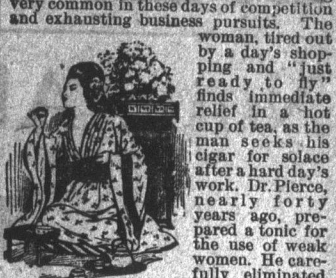 very common in these days of competition
and exhausting business pursuits. The
woman, tired out
by a day's shop-
ping and "just
ready to fly"
finds immediate
relief in a hot
cup of tea, as the
man seeks his
cigar for solace
after a hard day's
work. Dr. Pierce,
nearly forty
years ago, pre-
pared a tonic for
the use of weak
women. He care-
fully eliminated